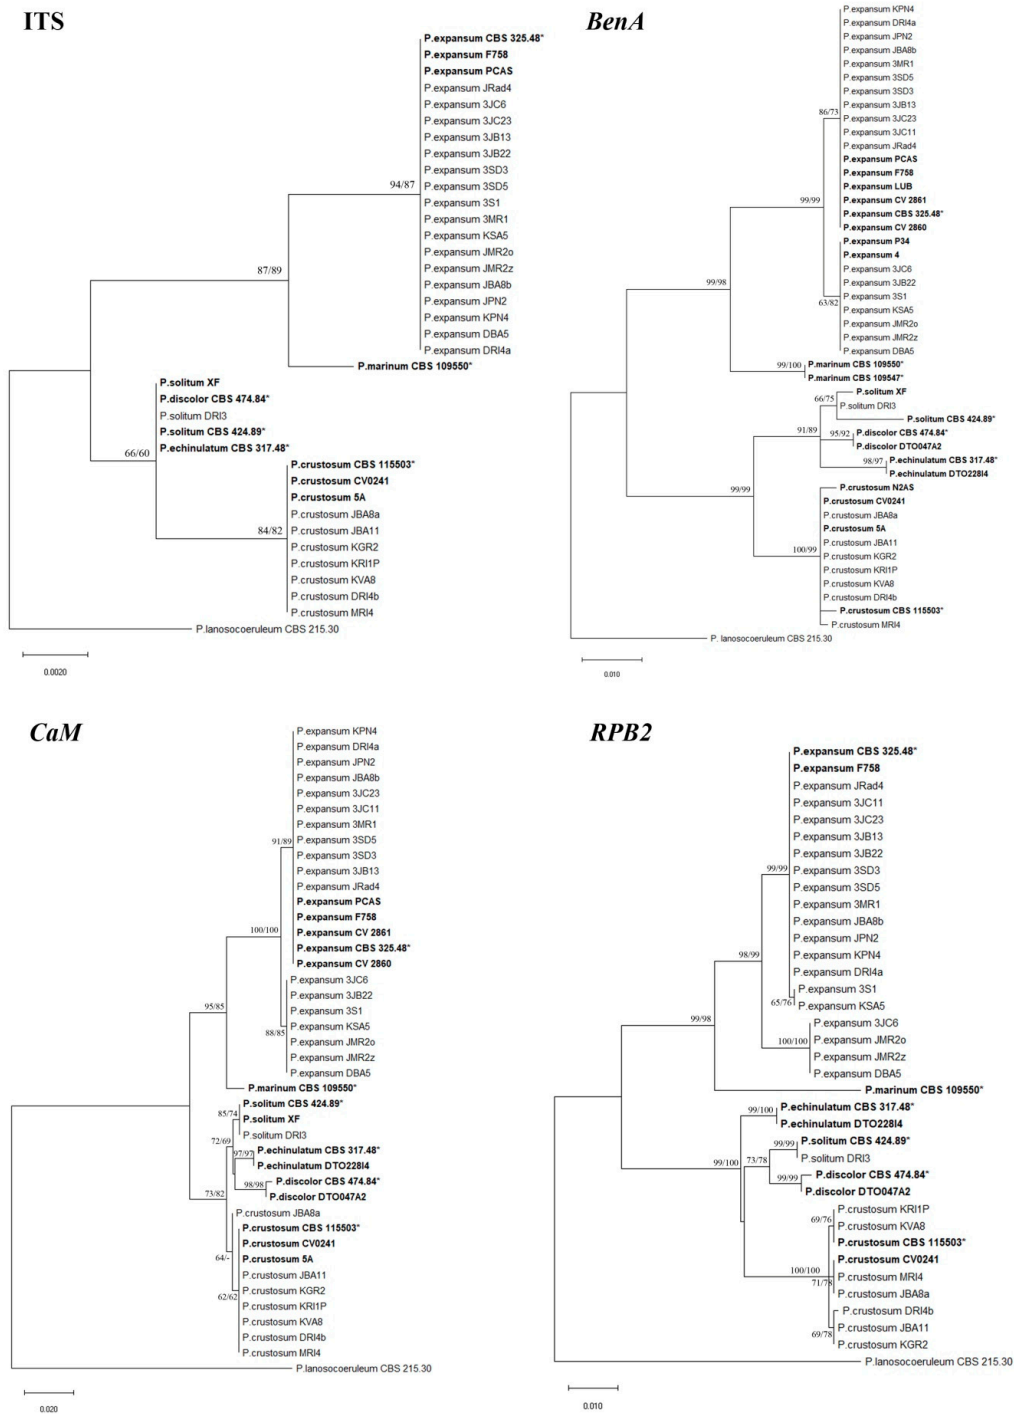 ITS
P.expansum CBS 325.48*
P.expansum F758
P.expansum PCAS
P.expansum JRad4
P.expansum 3JC6
P.expansum 3JC23
P.expansum 3JB13
P.expansum 3JB22
P.expansum 3SD3
94/87
P.expansum 3SD5
P.expansum 3S1
P.expansum 3MR1
P.expansum KSA5
P.expansum JMR2o
87/89
P.expansum JMR2z
P.expansum JBA8b
P.expansum JPN2
P.expansum KPN4
P.expansum DBA5
P.expansum DRI4a
P.marinum CBS 109550*
P.solitum XF
P.discolor CBS 474.84*
P.solitum DRI3
P.solitum CBS 424.89*
66/60
P.echinulatum CBS 317.48*
P.crustosum CBS 115503*
P.crustosum CV0241
P.crustosum 5A
P.crustosum JBA8a
84/82
P.crustosum JBA11
P.crustosum KGR2
P.crustosum KRI1P
P.crustosum KVA8
P.crustosum DRI4b
P.crustosum MRI4
P.lanosocoeruleum CBS 215.30
0.0020
BenA
P.expansum KPN4
P.expansum DRI4a
P.expansum JPN2
P.expansum JBA8b
P.expansum 3MR1
P.expansum 3SD5
P.expansum 3SD3
P.expansum 3JB13
86/73
P.expansum 3JC23
P.expansum 3JC11
P.expansum JRad4
P.expansum PCAS
P.expansum F758
P.expansum LUB
99/99
P.expansum CV 2861
P.expansum CBS 325.48*
P.expansum CV 2860
P.expansum P34
P.expansum 4
P.expansum 3JC6
99/98
P.expansum 3JB22
P.expansum 3S1
63/82
P.expansum KSA5
P.expansum JMR2o
P.expansum JMR2z
P.expansum DBA5
99/100
P.marinum CBS 109550*
P.marinum CBS 109547*
P.solitum XF
66/75
P.solitum DRI3
P.solitum CBS 424.89*
91/89
95/92
P.discolor CBS 474.84*
P.discolor DTO047A2
98/97
P.echinulatum CBS 317.48*
P.echinulatum DTO228I4
99/99
P.crustosum N2AS
P.crustosum CV0241
P.crustosum JBA8a
P.crustosum 5A
P.crustosum JBA11
100/99
P.crustosum KGR2
P.crustosum KRI1P
P.crustosum KVA8
P.crustosum DRI4b
P.crustosum CBS 115503*
P.crustosum MRI4
P. lanosocoeruleum CBS 215.30
0.010
CaM
P.expansum KPN4
P.expansum DRI4a
P.expansum JPN2
P.expansum JBA8b
P.expansum 3JC23
P.expansum 3JC11
P.expansum 3MR1
91/89
P.expansum 3SD5
P.expansum 3SD3
P.expansum 3JB13
P.expansum JRad4
P.expansum PCAS
P.expansum F758
100/100
P.expansum CV 2861
P.expansum CBS 325.48*
P.expansum CV 2860
P.expansum 3JC6
P.expansum 3JB22
95/85
P.expansum 3S1
P.expansum KSA5
88/85
P.expansum JMR2o
P.expansum JMR2z
P.expansum DBA5
P.marinum CBS 109550*
P.solitum CBS 424.89*
85/74
P.solitum XF
P.solitum DRI3
72/69
P.echinulatum CBS 317.48*
97/97
P.echinulatum DTO228I4
P.discolor CBS 474.84*
98/98
73/82
P.discolor DTO047A2
P.crustosum JBA8a
P.crustosum CBS 115503*
P.crustosum CV0241
64/-
P.crustosum 5A
P.crustosum JBA11
P.crustosum KGR2
62/62
P.crustosum KRI1P
P.crustosum KVA8
P.crustosum DRI4b
P.crustosum MRI4
P.lanosocoeruleum CBS 215.30
0.020
RPB2
P.expansum CBS 325.48*
P.expansum F758
P.expansum JRad4
P.expansum 3JC11
P.expansum 3JC23
P.expansum 3JB13
P.expansum 3JB22
99/99
P.expansum 3SD3
P.expansum 3SD5
P.expansum 3MR1
P.expansum JBA8b
P.expansum JPN2
98/99
P.expansum KPN4
P.expansum DRI4a
P.expansum 3S1
65/76
P.expansum KSA5
99/98
P.expansum 3JC6
100/100
P.expansum JMR2o
P.expansum JMR2z
P.expansum DBA5
P.marinum CBS 109550*
99/100
P.echinulatum CBS 317.48*
P.echinulatum DTO228I4
99/99
P.solitum CBS 424.89*
73/78
P.solitum DRI3
99/100
99/99
P.discolor CBS 474.84*
P.discolor DTO047A2
P.crustosum KRI1P
69/76
P.crustosum KVA8
P.crustosum CBS 115503*
P.crustosum CV0241
100/100
P.crustosum MRI4
71/78
P.crustosum JBA8a
P.crustosum DRI4b
P.crustosum JBA11
69/78
P.crustosum KGR2
P.lanosocoeruleum CBS 215.30
0.010